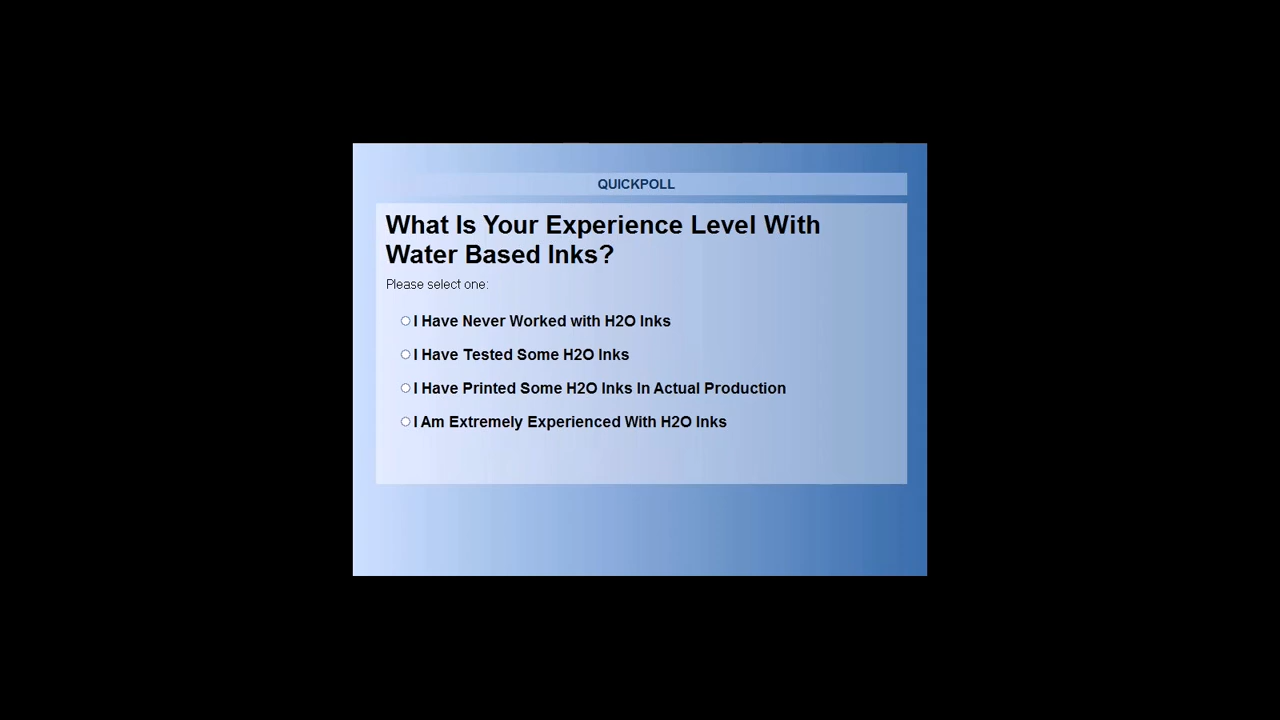 QUICKPOLL
What Is Your Experience Level With
Water Based Inks?
Please select one:
I Have Never Worked with H2O Inks
I Have Tested Some H2O Inks
I Have Printed Some H2O Inks In Actual Production
I Am Extremely Experienced With H2O Inks